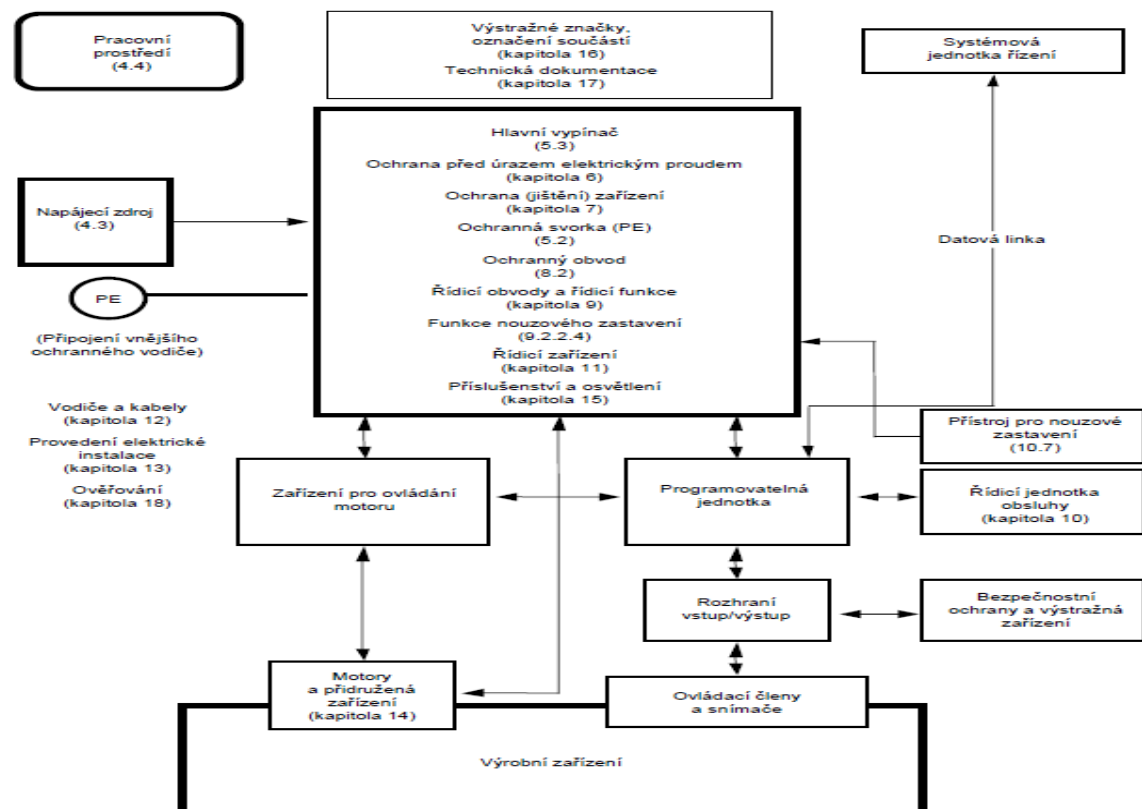 Pracovní
prostředí
(4.4)
Výstražné značky,
označení součástí
(kapitola 16)
Technická dokumentace
(kapitola 17)
Systémová
jednotka řízení
Hlavní vypínač
(5.3)
Ochrana před úrazem elektrickým proudem
(kapitola 6)
Ochrana (jištění) zařízení
(kapitola 7)
Ochranná svorka (PE)
(5.2)
Ochranný obvod
(8.2)
Řídicí obvody a řídicí funkce
(kapitola 9)
Funkce nouzového zastavení
(9.2.2.4)
Řídicí zařízení
(kapitola 11)
Příslušenství a osvětlení
(kapitola 15)
Napájecí zdroj
(4.3)
PE
(Připojení vnějšího
ochranného vodiče)
Datová linka
Vodiče a kabely
(kapitola 12)
Provedení elektrické
instalace
(kapitola 13)
Ověřování
(kapitola 18)
Přístroj pro nouzové
zastavení
(10.7)
Zařízení pro ovládání
motoru
Programovatelná
jednotka
Řídicí jednotka
obsluhy
(kapitola 10)
Rozhraní
vstup/výstup
Bezpečnostní
ochrany a výstražná
zařízení
Motory
a přidružená
zařízení
(kapitola 14)
Ovládací členy
a snímače
Výrobní zařízení